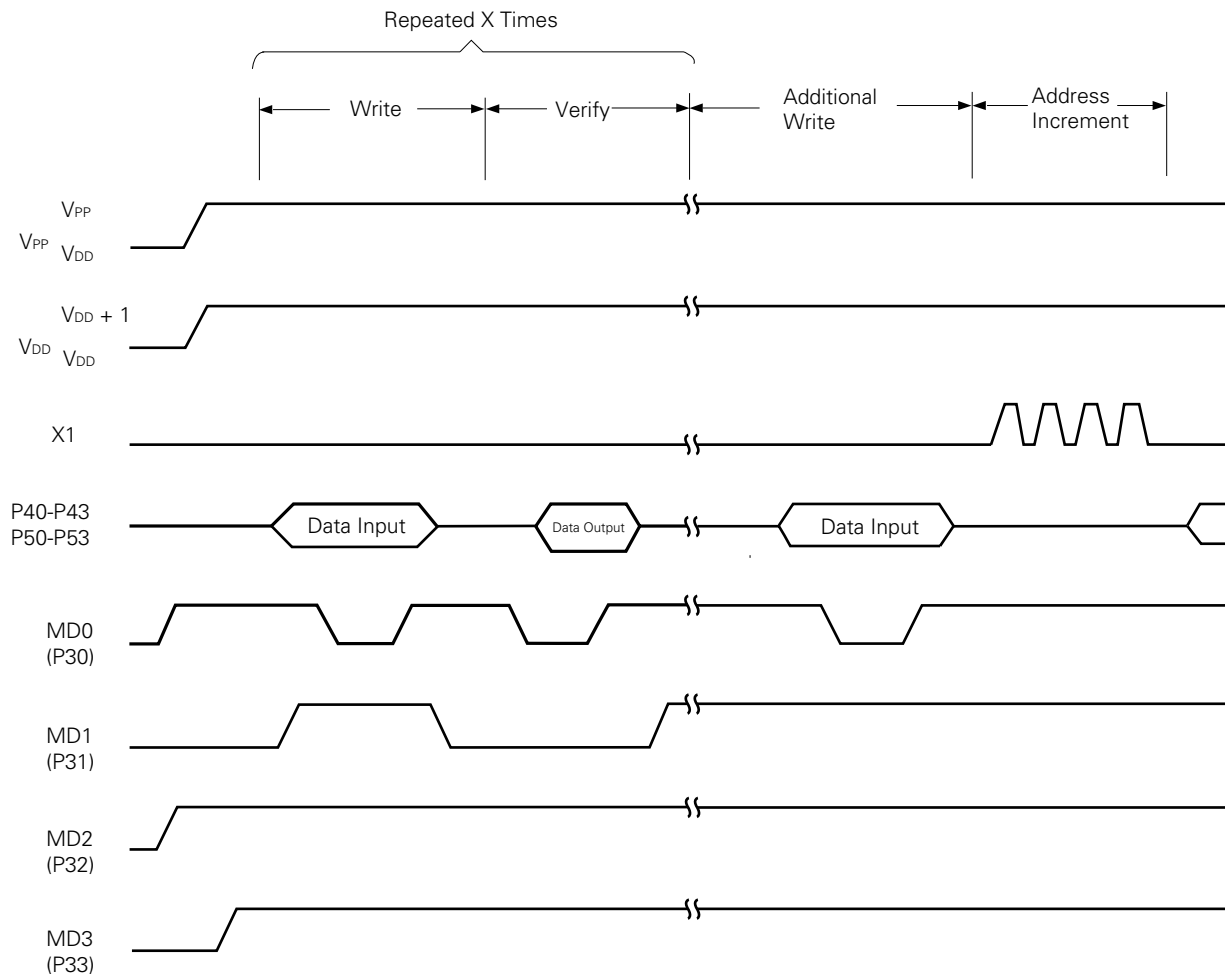 Repeated X Times
Write
Verify
Additional
Write
Address
Increment
VPP
VPP VDD
VDD + 1
VDD VDD
X1
P40-P43
P50-P53
Data Input
Data Output
Data Input
MD0
(P30)
MD1
(P31)
MD2
(P32)
MD3
(P33)